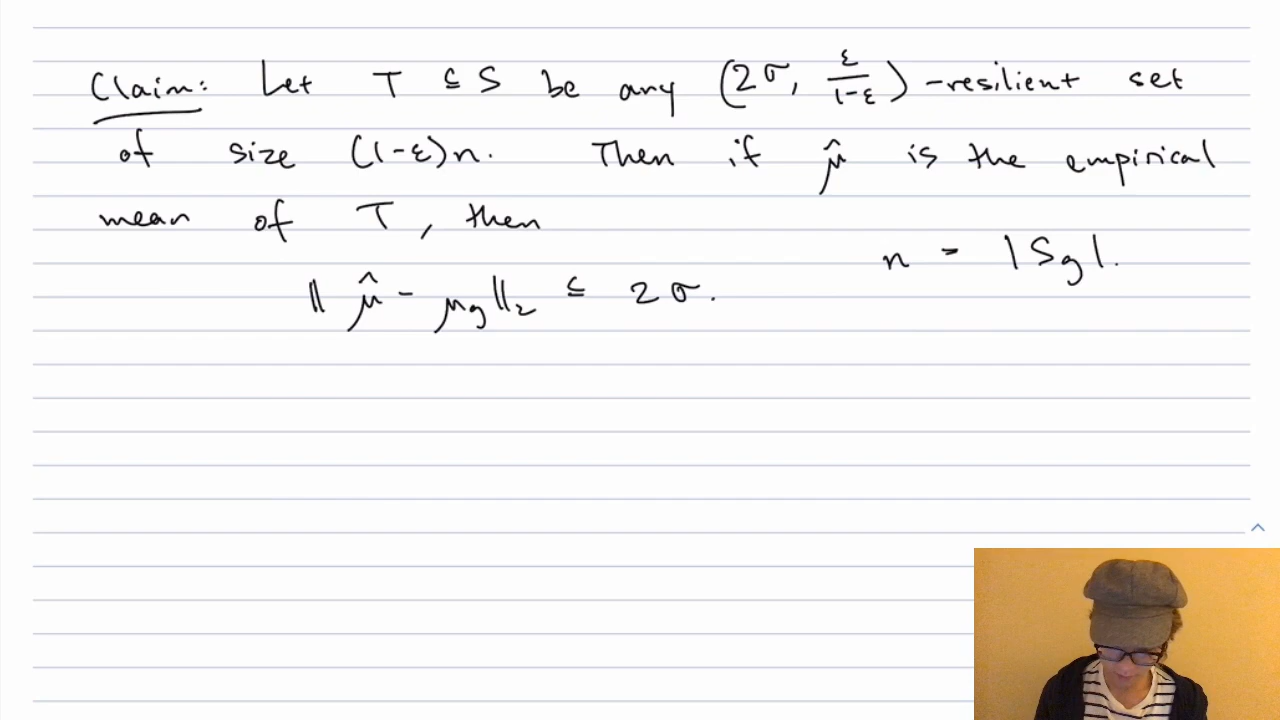 Claim: Let T ⊆ S be any (2σ, ε/(1-ε))-resilient set
of size (1-ε)n. Then if μ̂ is the empirical
mean of T, then
n = |S_g|.
‖ μ̂ - μ_g ‖₂ ≤ 2σ.